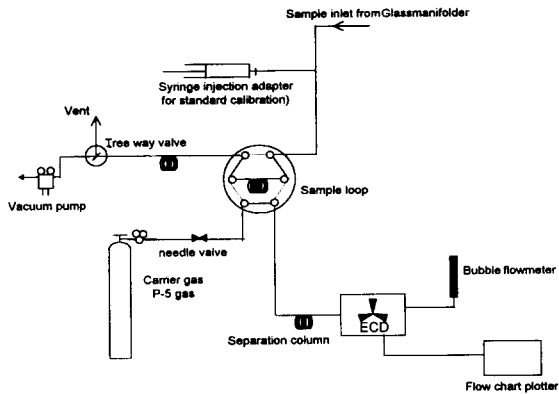 Sample inlet fromGlassmanifolder
Syringe injection adapter
for standard calibration)
Vent
Tree way valve
Sample loop
Vacuum pump
needle valve
Carrier gas
P-5 gas
Bubble flowmeter
ECD
Separation column
Flow chart plotter